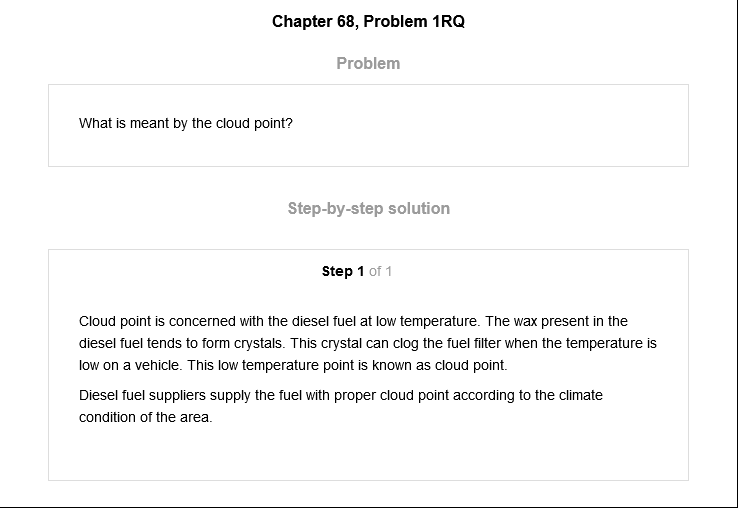 Chapter 68, Problem 1RQ
Problem
What is meant by the cloud point?
Step-by-step solution
Step 1 of 1
Cloud point is concerned with the diesel fuel at low temperature. The wax present in the
diesel fuel tends to form crystals. This crystal can clog the fuel filter when the temperature is
low on a vehicle. This low temperature point is known as cloud point.
Diesel fuel suppliers supply the fuel with proper cloud point according to the climate
condition of the area.